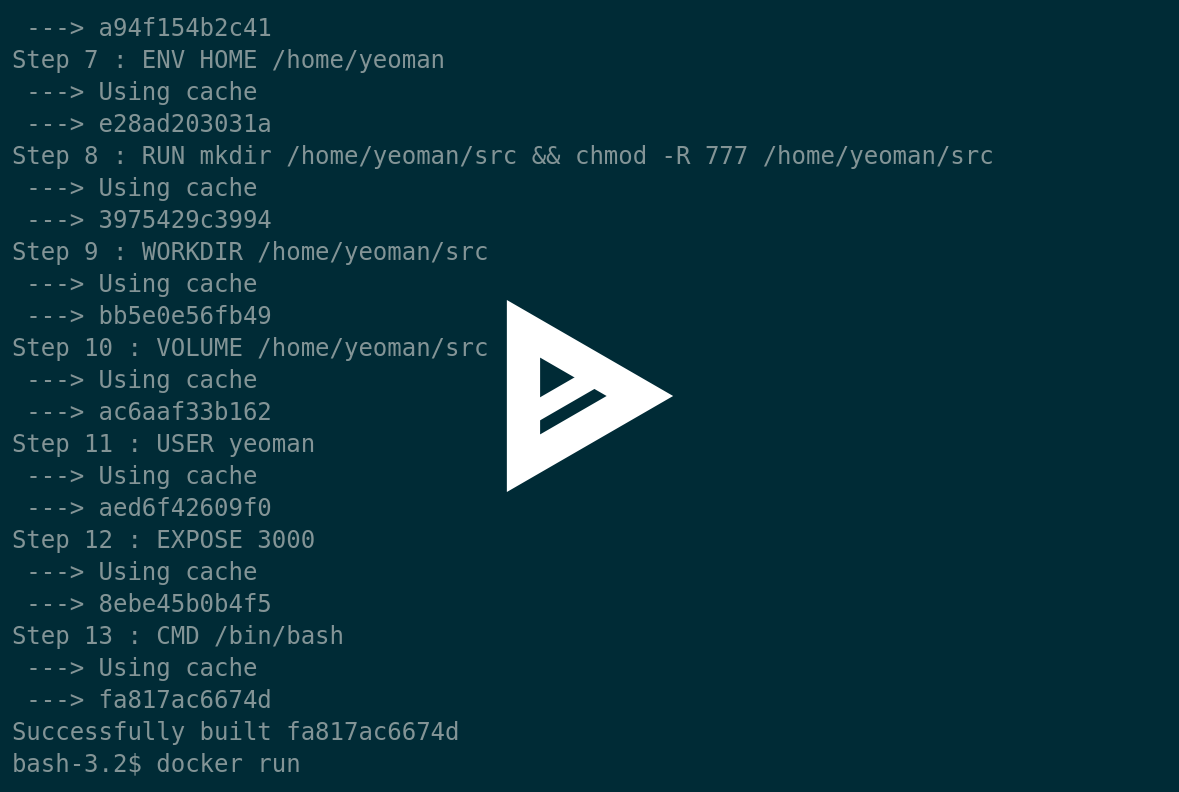 ---> a94f154b2c41
Step 7 : ENV HOME /home/yeoman
---> Using cache
---> e28ad203031a
Step 8 : RUN mkdir /home/yeoman/src && chmod -R 777 /home/yeoman/src
---> Using cache
---> 3975429c3994
Step 9 : WORKDIR /home/yeoman/src
---> Using cache
---> bb5e0e56fb49
Step 10 : VOLUME /home/yeoman/src
---> Using cache
---> ac6aaf33b162
Step 11 : USER yeoman
---> Using cache
---> aed6f42609f0
Step 12 : EXPOSE 3000
---> Using cache
---> 8ebe45b0b4f5
Step 13 : CMD /bin/bash
---> Using cache
---> fa817ac6674d
Successfully built fa817ac6674d
bash-3.2$ docker run